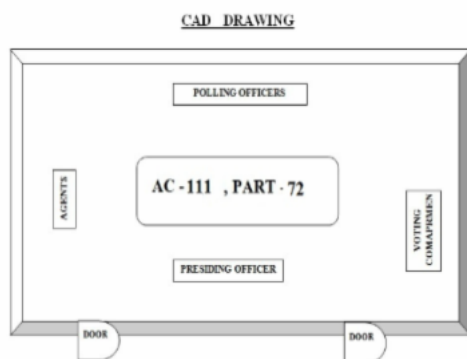 CAD DRAWING
POLLING OFFICERS
AGENTS
AC -111 , PART - 72
VOTING
COMAPRMEN
PRESIDING OFFICER
DOOR
DOOR